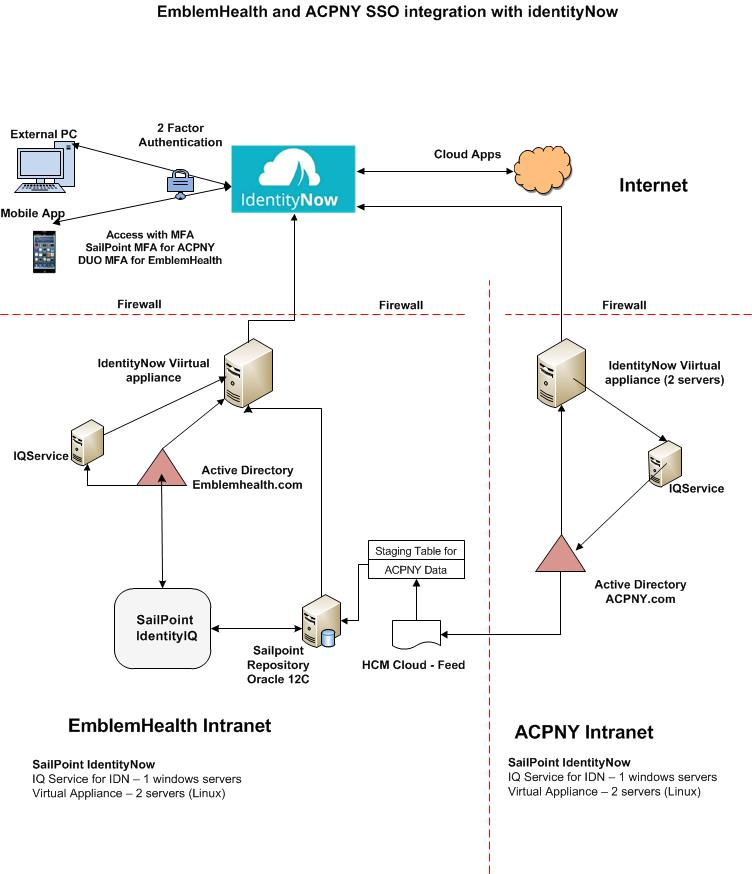 EmblemHealth and ACPNY SSO integration with identityNow
External PC
2 Factor
Authentication
IdentityNow
Cloud Apps
Internet
Mobile App
Access with MFA
SailPoint MFA for ACPNY
DUO MFA for EmblemHealth
Firewall
Firewall
Firewall
IdentityNow Viirtual
appliance
IdentityNow Viirtual
appliance (2 servers)
IQService
Active Directory
Emblemhealth.com
IQService
Staging Table for
ACPNY Data
Active Directory
ACPNY.com
SailPoint
IdentityIQ
Sailpoint
Repository
Oracle 12C
HCM Cloud - Feed
EmblemHealth Intranet
SailPoint IdentityNow
IQ Service for IDN – 1 windows servers
Virtual Appliance – 2 servers (Linux)
ACPNY Intranet
SailPoint IdentityNow
IQ Service for IDN – 1 windows servers
Virtual Appliance – 2 servers (Linux)